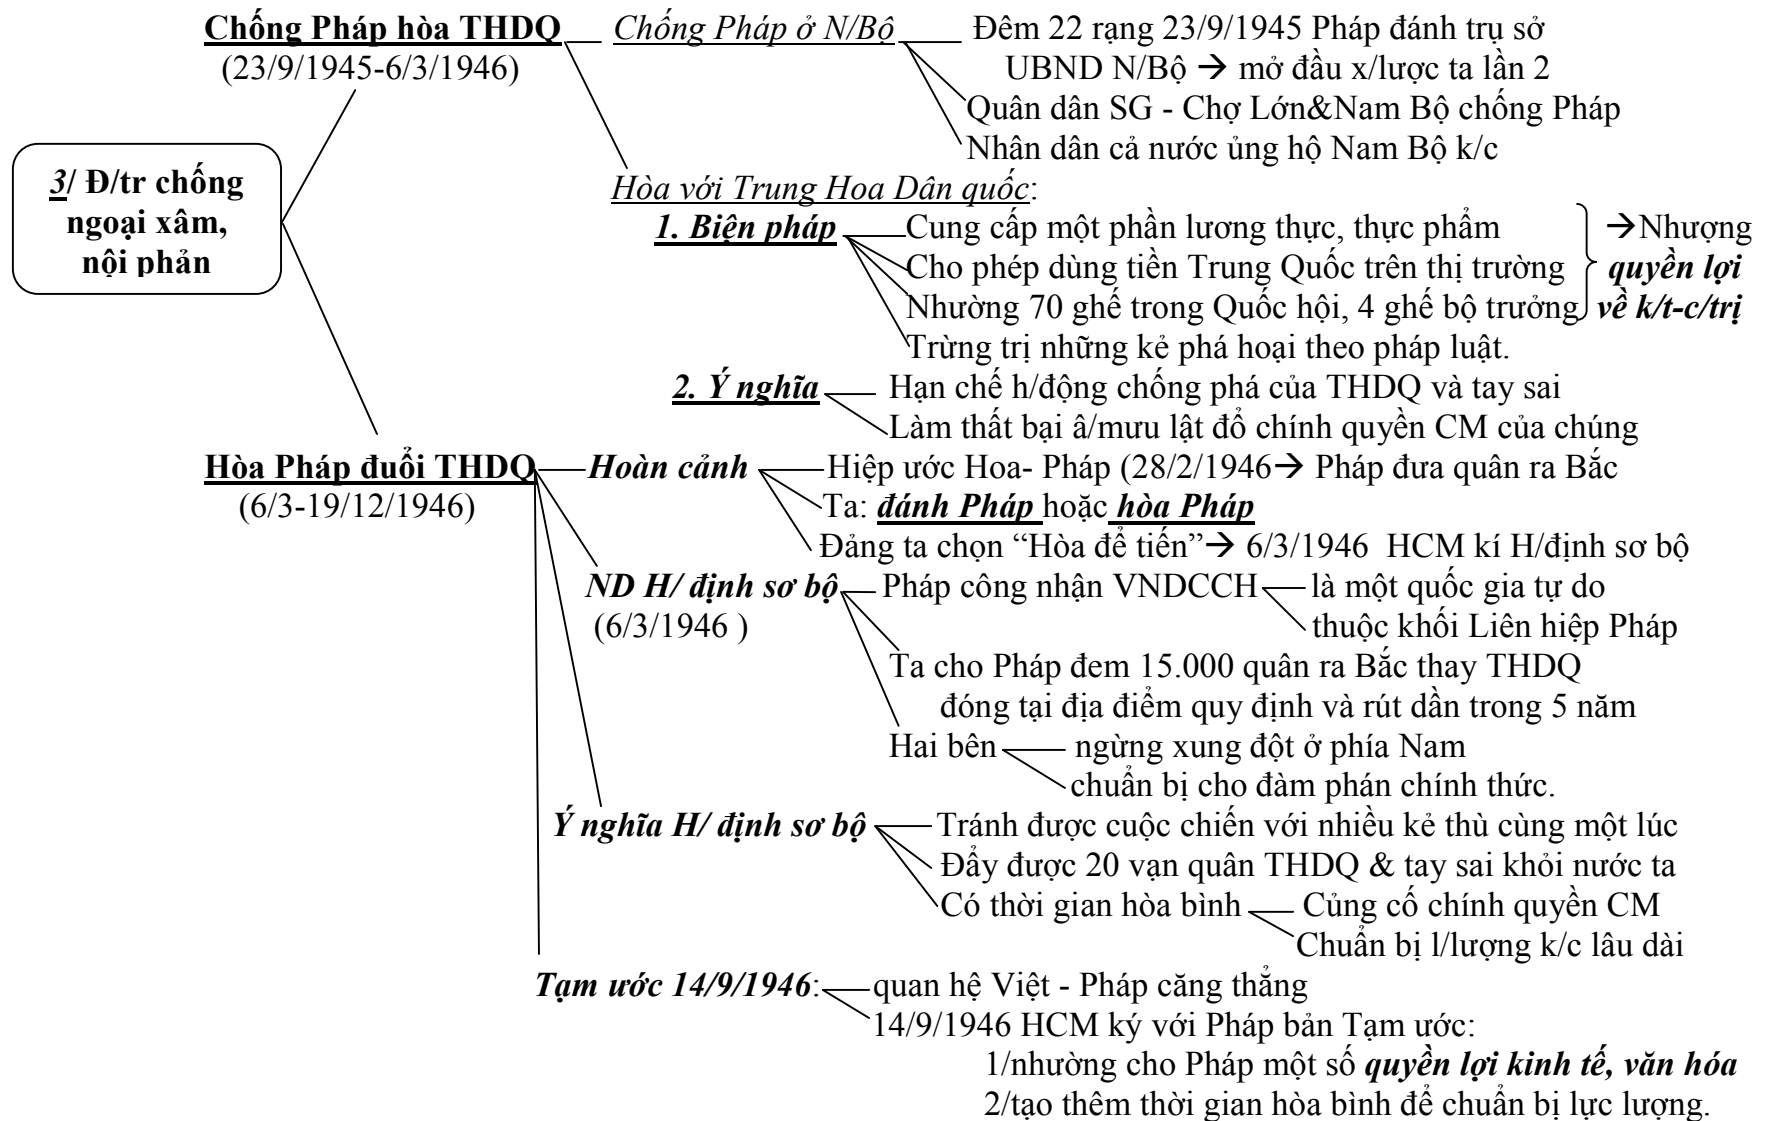 Chống Pháp hòa THDQ
(23/9/1945-6/3/1946)
Chống Pháp ở N/Bộ
Đêm 22 rạng 23/9/1945 Pháp đánh trụ sở
UBND N/Bộ → mở đầu x/lược ta lần 2
Quân dân SG - Chợ Lớn&Nam Bộ chống Pháp
Nhân dân cả nước ủng hộ Nam Bộ k/c
3/ Đ/tr chống
ngoại xâm,
nội phản
Hòa với Trung Hoa Dân quốc:
1. Biện pháp
Cung cấp một phần lương thực, thực phẩm
Cho phép dùng tiền Trung Quốc trên thị trường
Nhường 70 ghế trong Quốc hội, 4 ghế bộ trưởng
→Nhượng
quyền lợi
về k/t-c/trị
Trừng trị những kẻ phá hoại theo pháp luật.
2. Ý nghĩa
Hạn chế h/động chống phá của THDQ và tay sai
Làm thất bại â/mưu lật đổ chính quyền CM của chúng
Hòa Pháp đuổi THDQ
(6/3-19/12/1946)
Hoàn cảnh
Hiệp ước Hoa- Pháp (28/2/1946→ Pháp đưa quân ra Bắc
Ta: đánh Pháp hoặc hòa Pháp
Đảng ta chọn “Hòa để tiến”→ 6/3/1946 HCM kí H/định sơ bộ
ND H/ định sơ bộ
(6/3/1946 )
Pháp công nhận VNDCCH
là một quốc gia tự do
thuộc khối Liên hiệp Pháp
Ta cho Pháp đem 15.000 quân ra Bắc thay THDQ
đóng tại địa điểm quy định và rút dần trong 5 năm
Hai bên
ngừng xung đột ở phía Nam
chuẩn bị cho đàm phán chính thức.
Ý nghĩa H/ định sơ bộ
Tránh được cuộc chiến với nhiều kẻ thù cùng một lúc
Đẩy được 20 vạn quân THDQ & tay sai khỏi nước ta
Có thời gian hòa bình
Củng cố chính quyền CM
Chuẩn bị l/lượng k/c lâu dài
Tạm ước 14/9/1946:
quan hệ Việt - Pháp căng thẳng
14/9/1946 HCM ký với Pháp bản Tạm ước:
1/nhường cho Pháp một số quyền lợi kinh tế, văn hóa
2/tạo thêm thời gian hòa bình để chuẩn bị lực lượng.